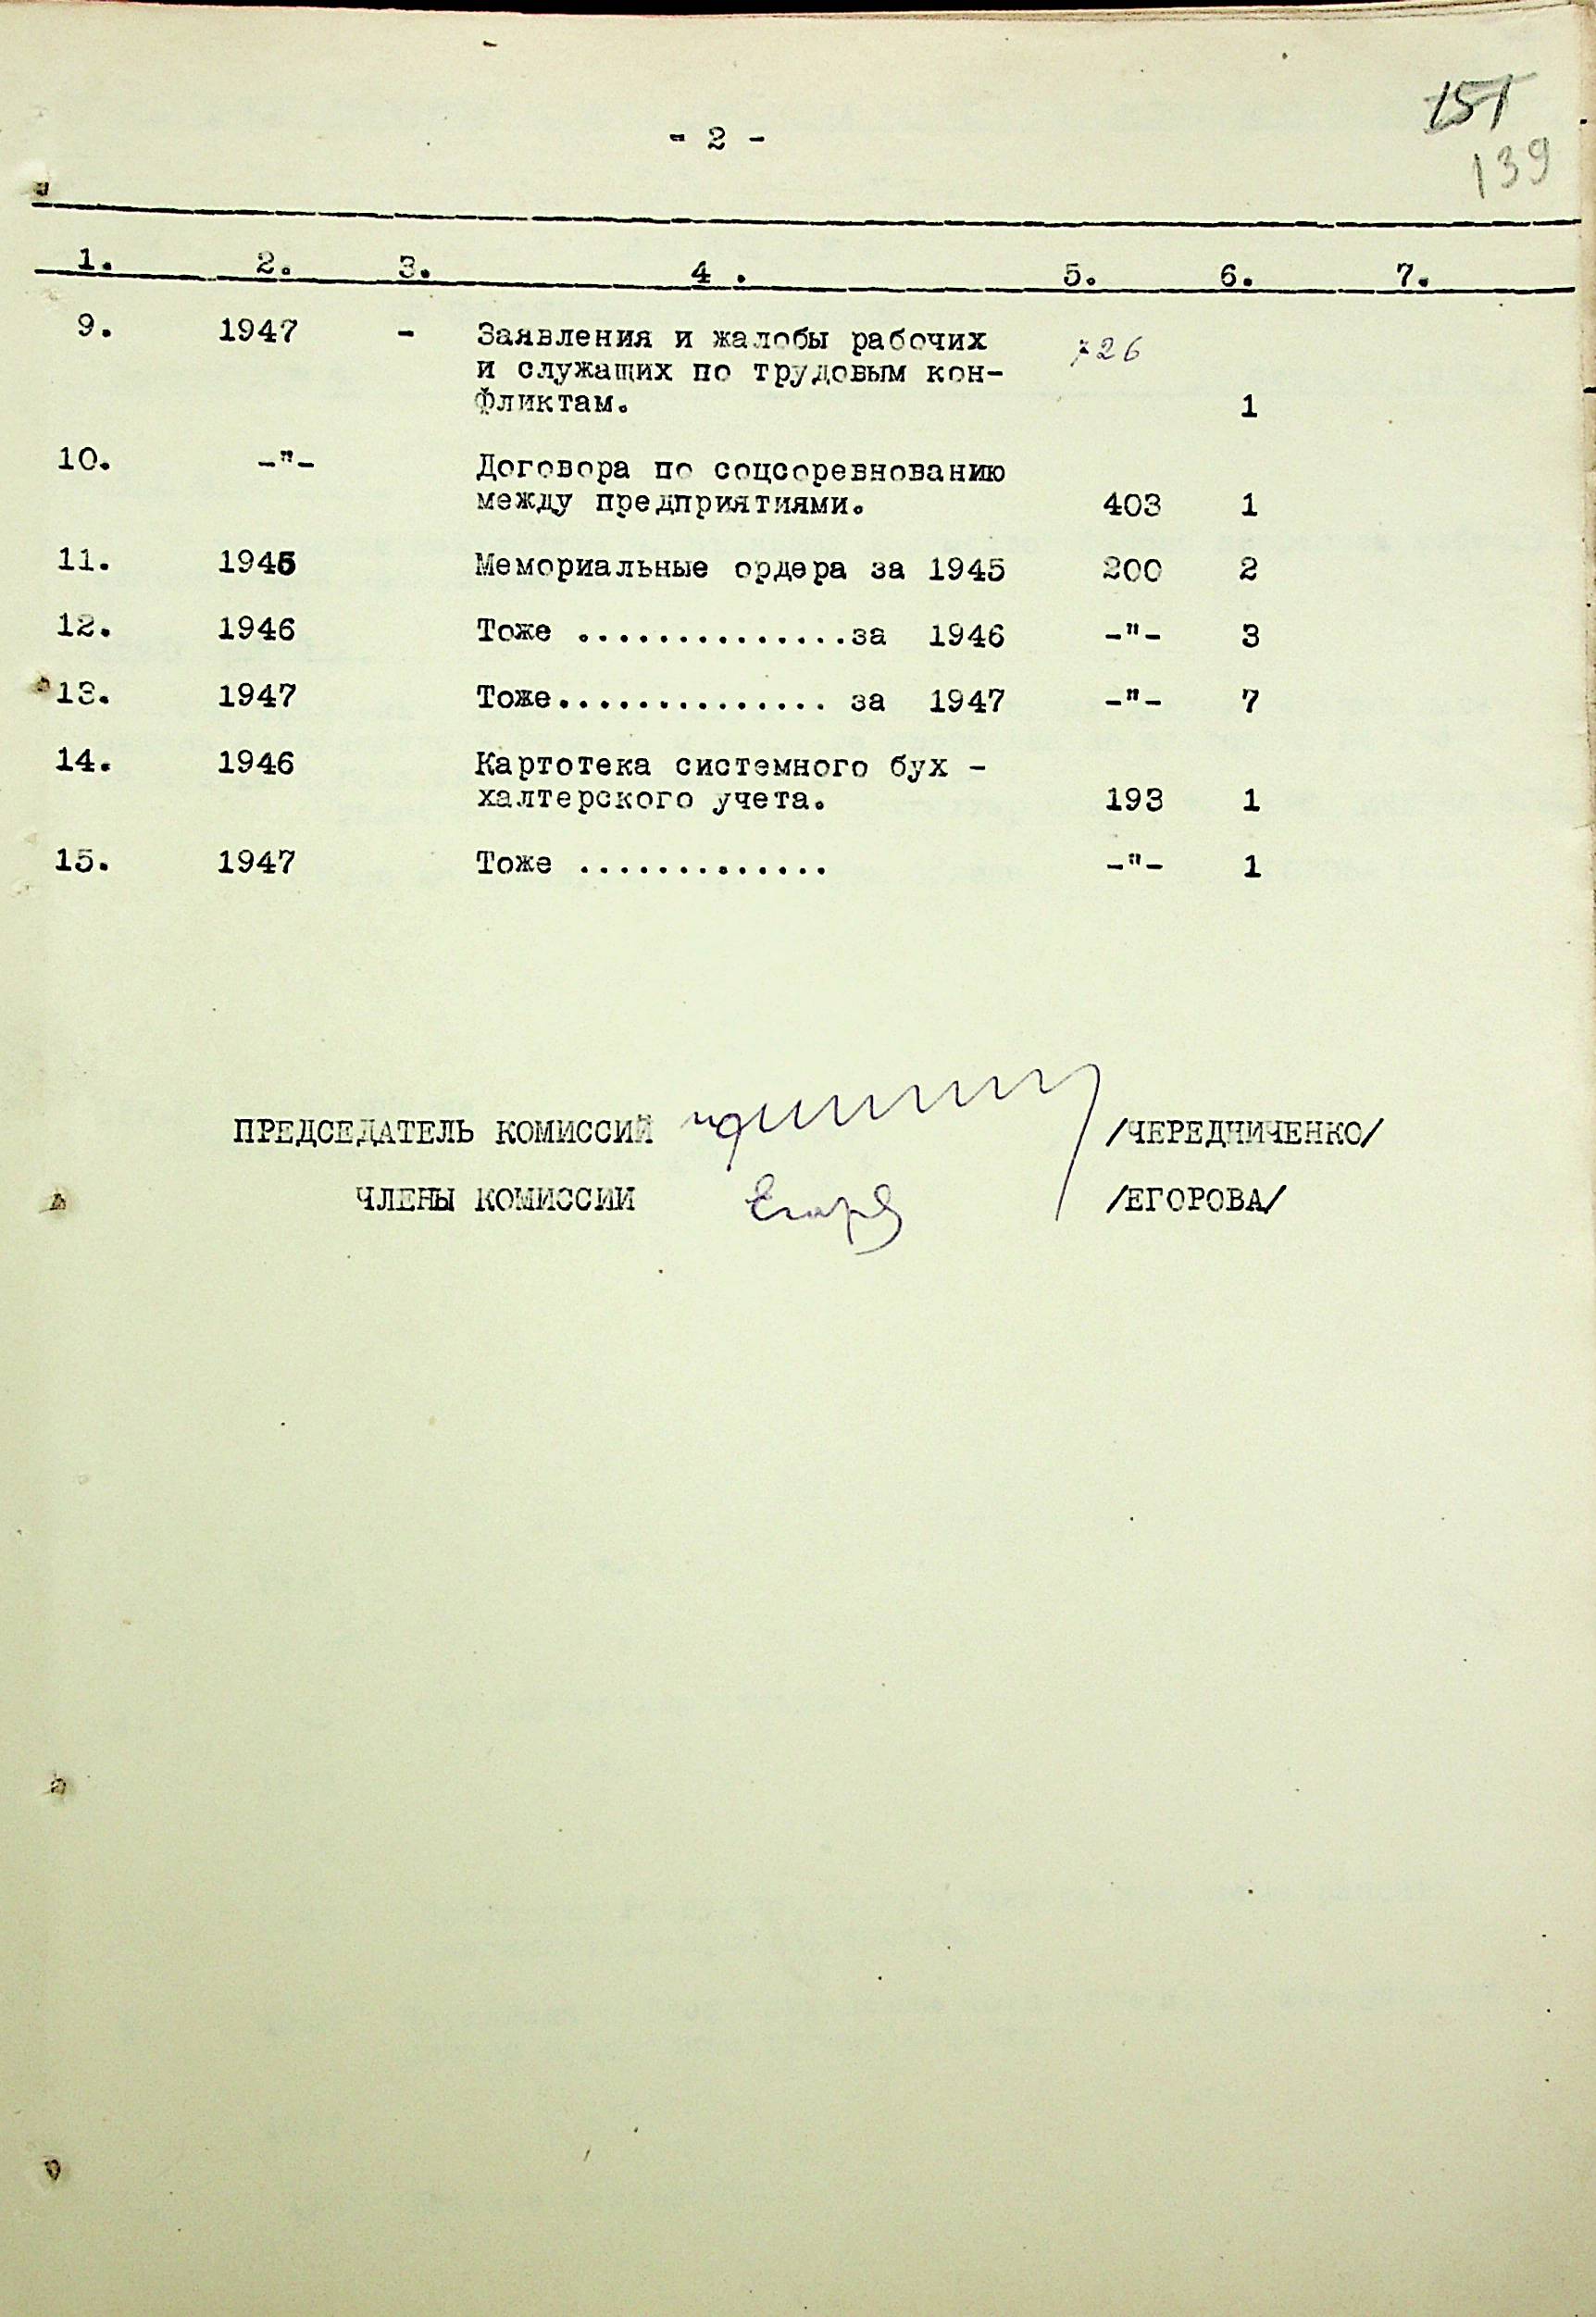 151
139
- 2 -
1. 2. 3. 4. 5. 6. 7.
9. 1947 - Заявления и жалобы рабочих 726
и служащих по трудовым кон-
фликтам. 1
10. -"- Договора по соцсоревнованию
между предприятиями. 403 1
11. 1945 Мемориальные ордера за 1945 200 2
12. 1946 Тоже ..............за 1946 -"- 3
13. 1947 Тоже.............. за 1947 -"- 7
14. 1946 Картотека системного бух -
халтерского учета. 193 1
15. 1947 Тоже ............. -"- 1
ПРЕДСЕДАТЕЛЬ КОМИССИЙ /ЧЕРЕДНИЧЕНКО/
ЧЛЕНЫ КОМИССИИ /ЕГОРОВА/